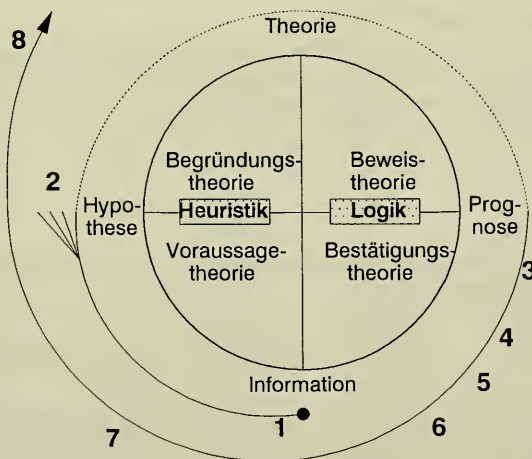 8
Theorie
2
Begründungs-
theorie
Beweis-
theorie
Hypo-
these
Heuristik
Logik
Prog-
nose
Voraussage-
theorie
Bestätigungs-
theorie
3
4
Information
5
1
6
7